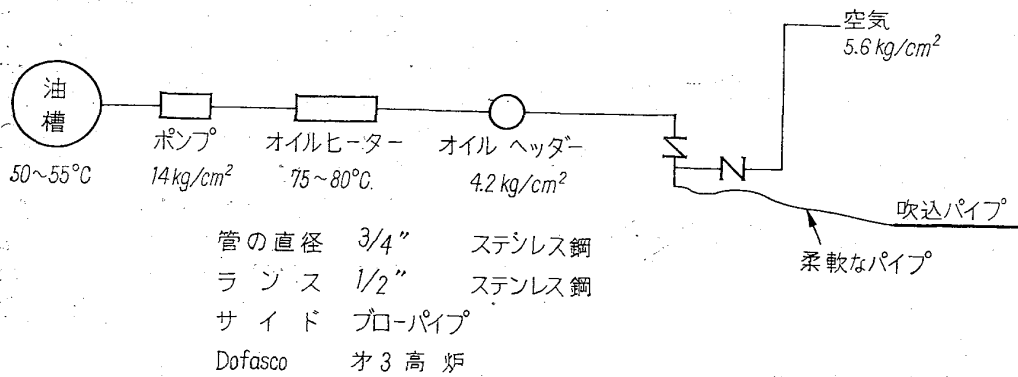 空気
5.6 kg/cm²
油
槽
ポンプ
オイルヒーター
オイル ヘッダー
50~55°C
14 kg/cm²
75~80°C.
4.2 kg/cm²
吹込パイプ
柔軟なパイプ
管の直径 3/4" ステンレス鋼
ランス 1/2" ステンレス鋼
サイド ブローパイプ
Dofasco 才3高炉